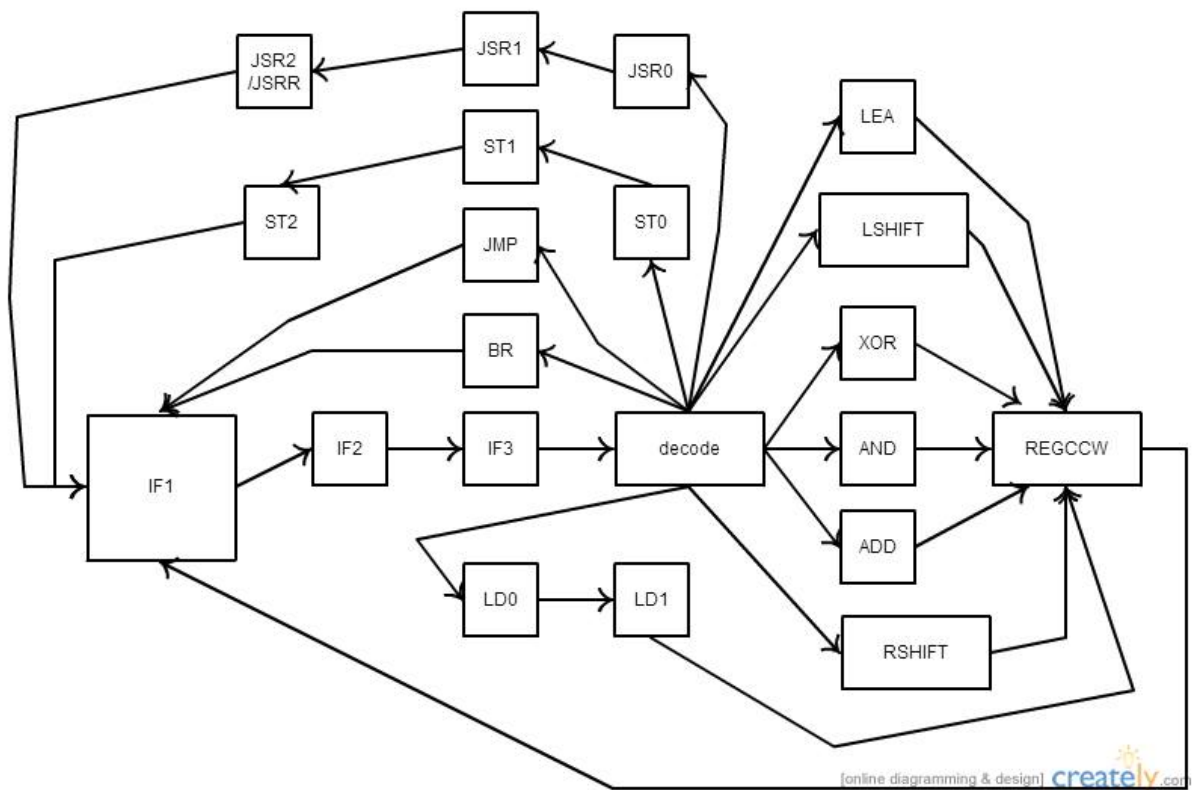 JSR2
/JSRR
JSR1
JSR0
LEA
ST1
ST2
ST0
LSHIFT
JMP
BR
XOR
IF1
IF2
IF3
decode
AND
REGCCW
ADD
LD0
LD1
RSHIFT
[online diagramming & design] creately.com